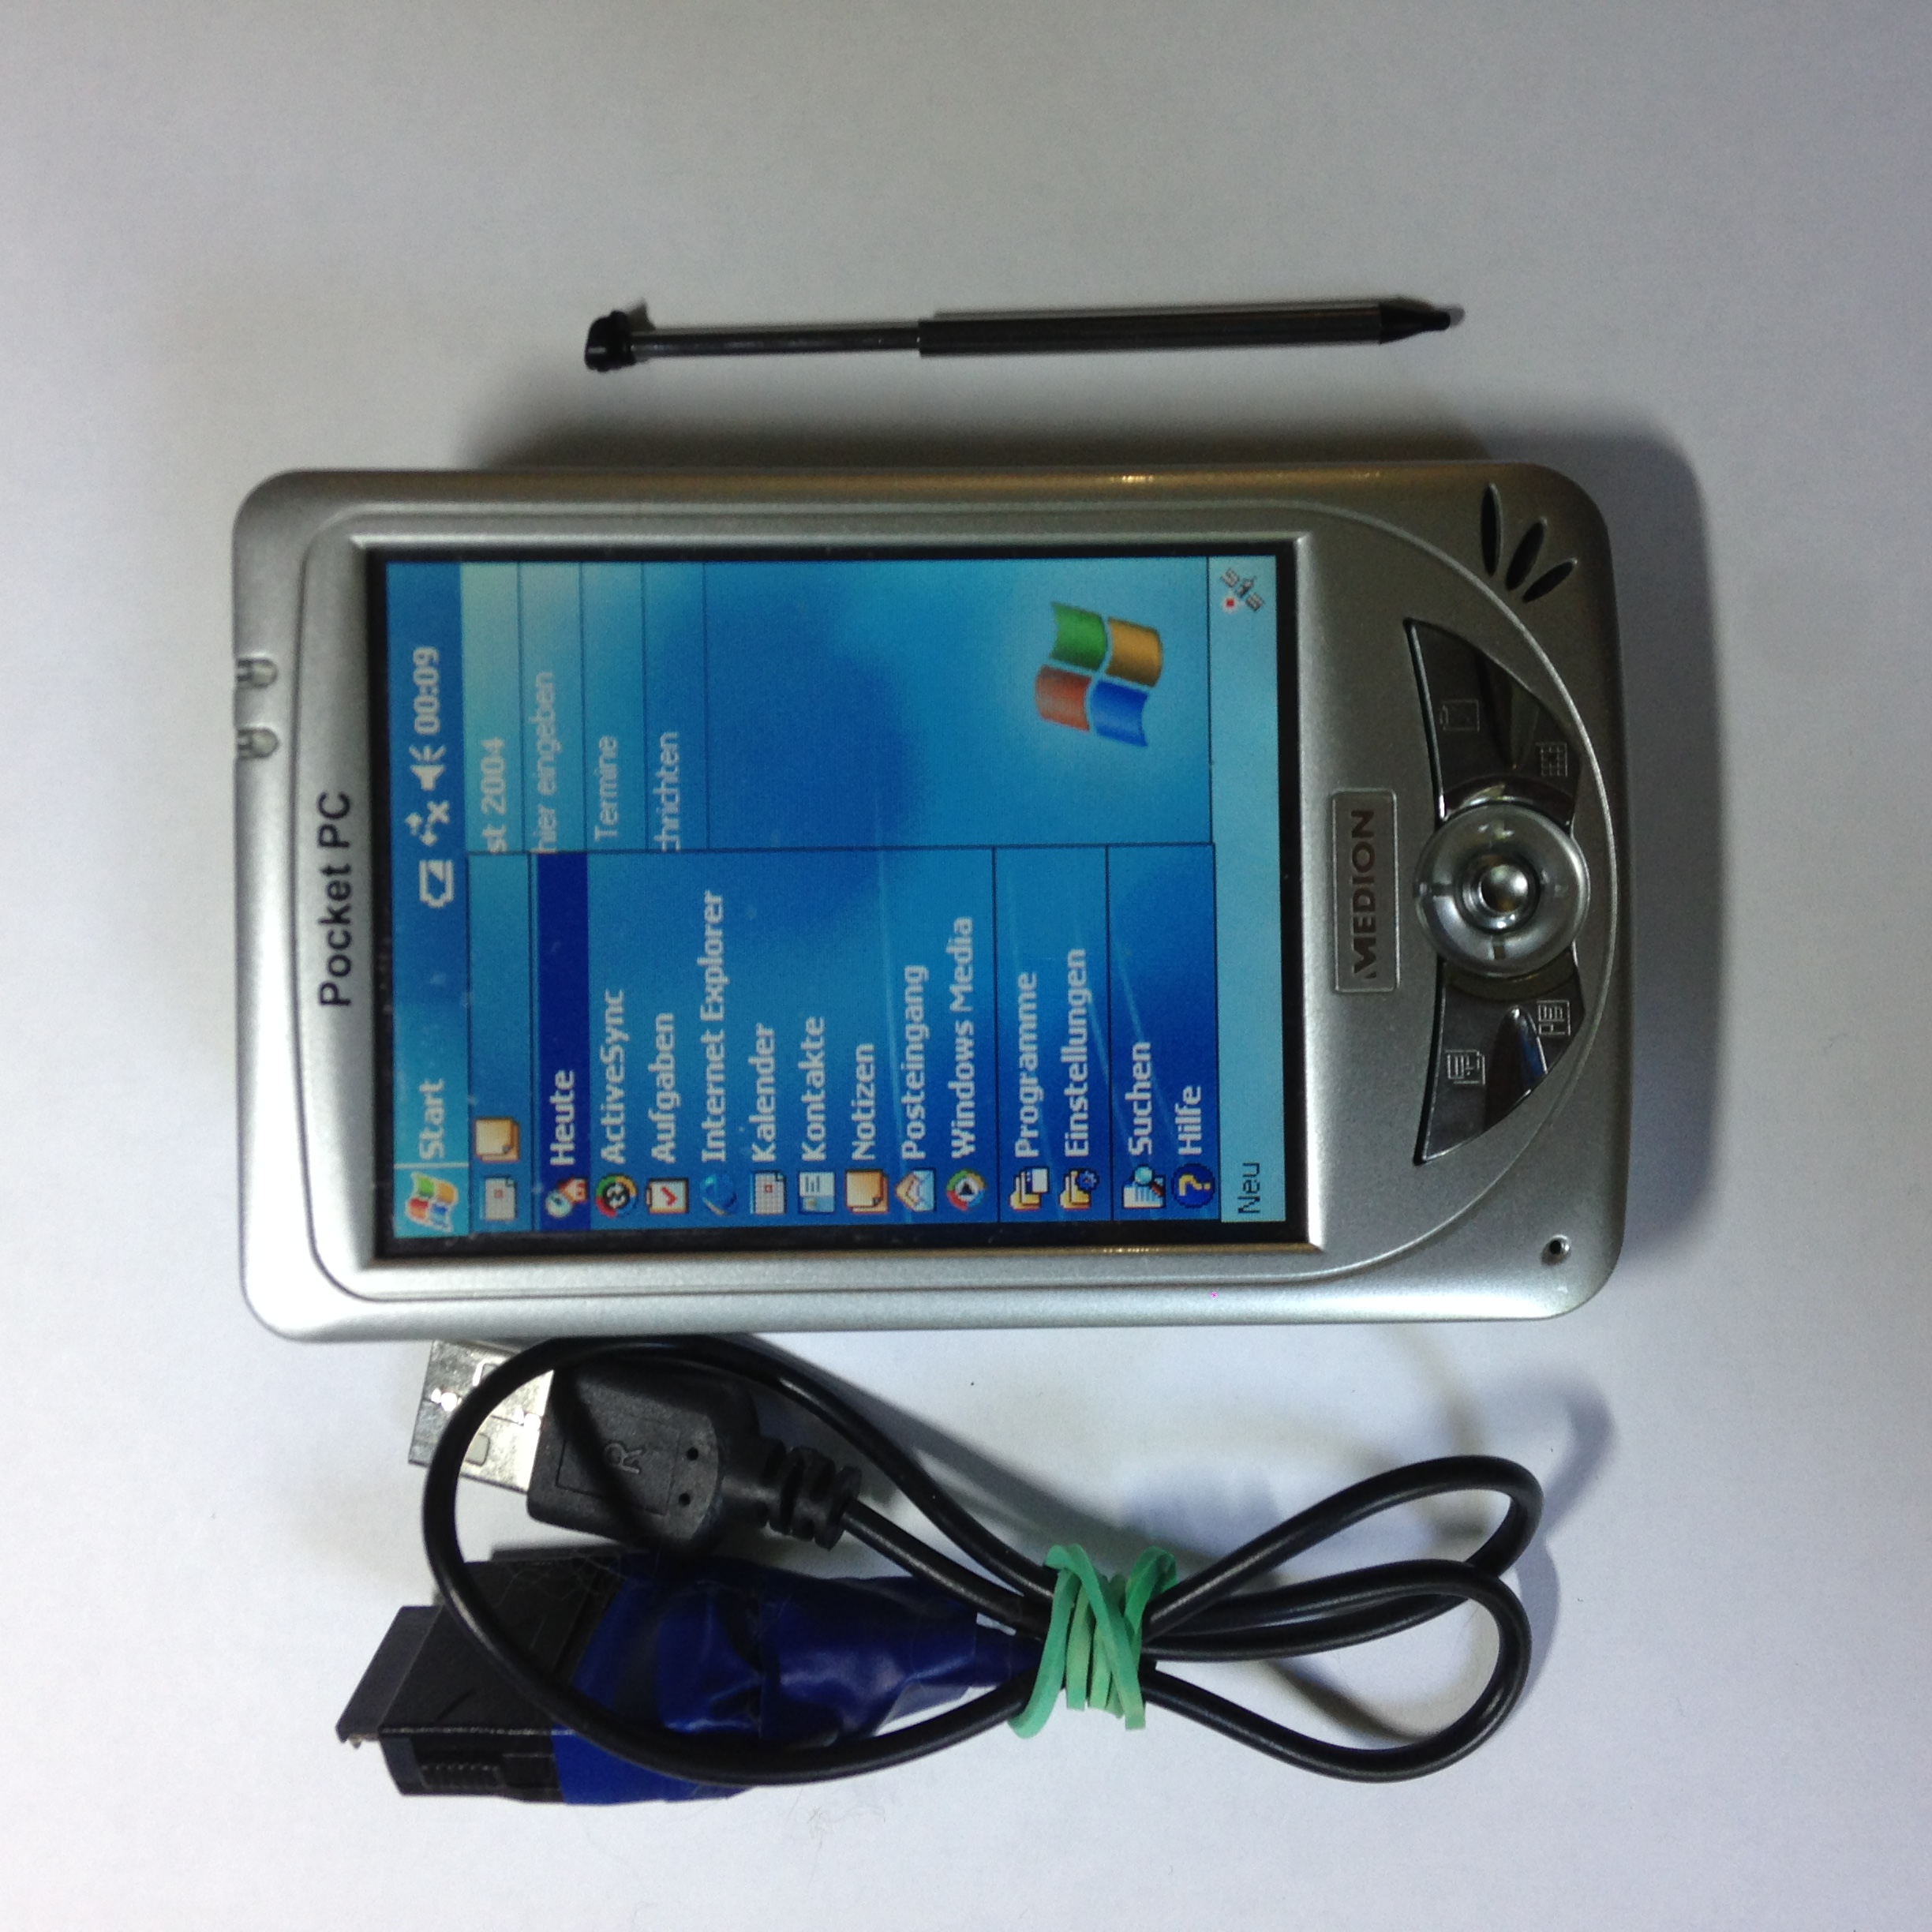 Pocket PC
Start 00:09
st 2004
hier eingeben
Termine
chrichten
Heute
ActiveSync
Aufgaben
Internet Explorer
Kalender
Kontakte
Notizen
Posteingang
Windows Media
Programme
Einstellungen
Suchen
Hilfe
Neu
MEDION
R